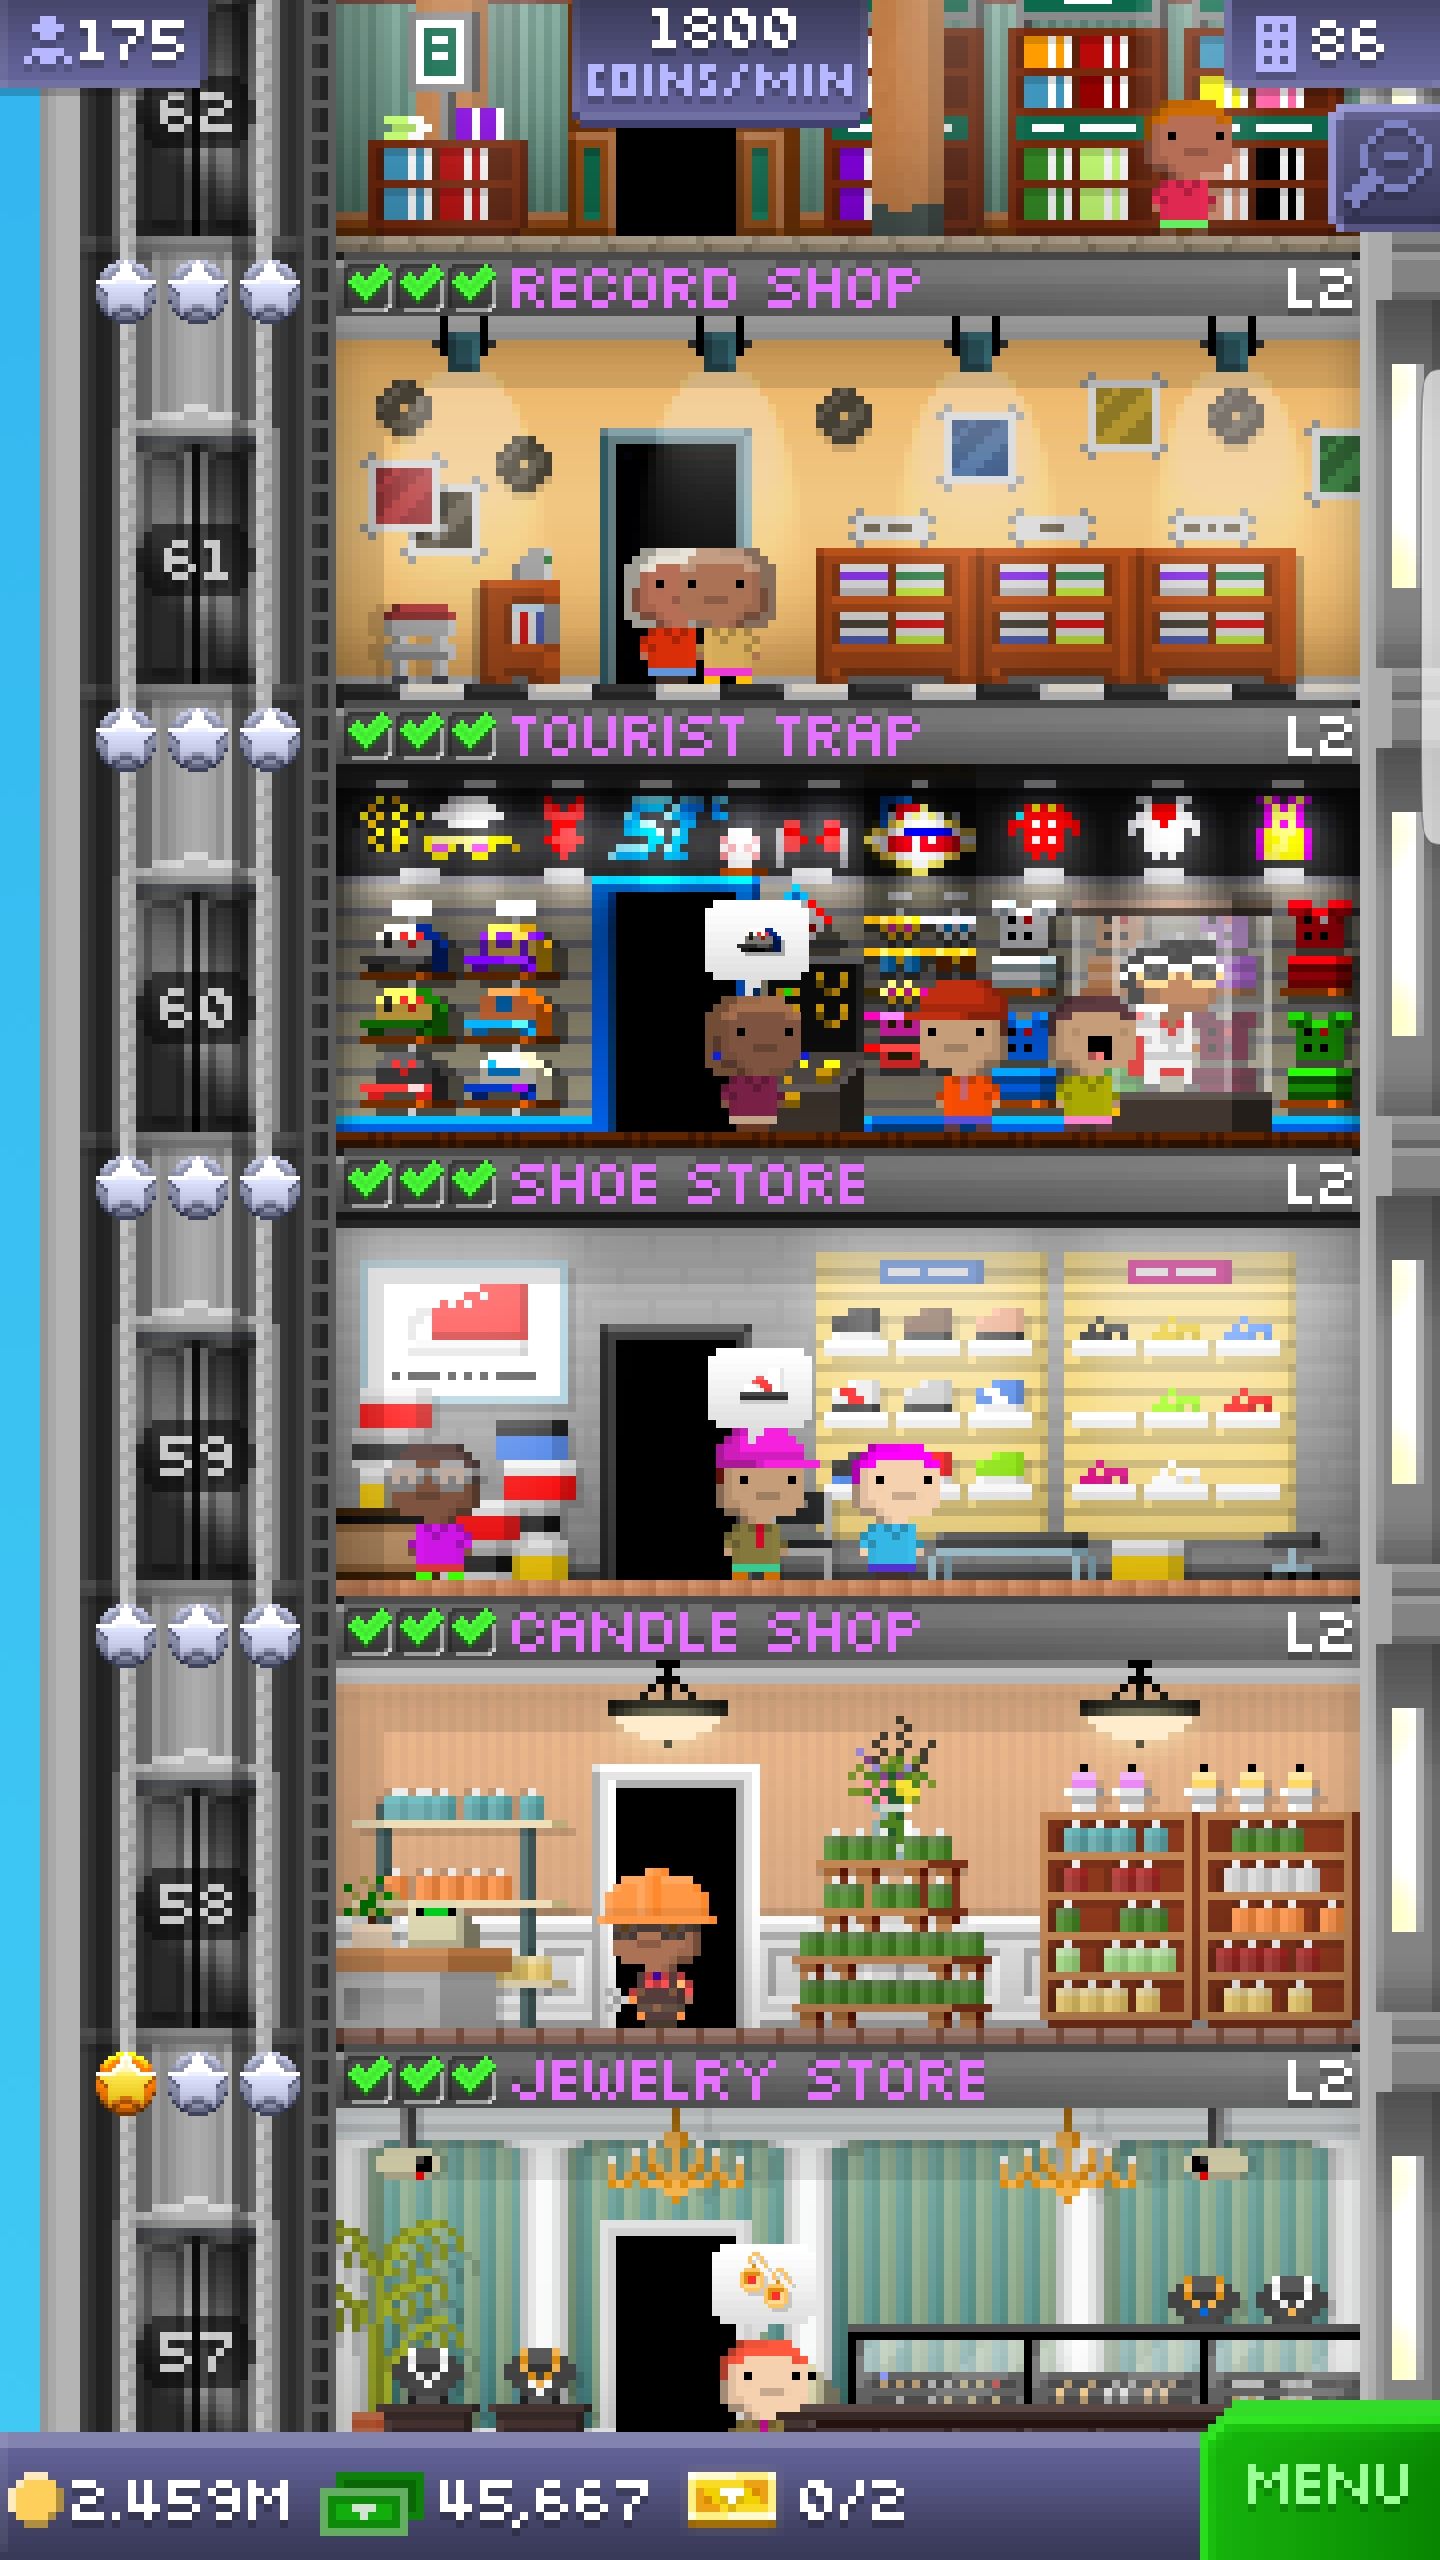 175
1800
COINS/MIN
86
62
RECORD SHOP L2
61
TOURIST TRAP L2
60
SHOE STORE L2
59
CANDLE SHOP L2
58
JEWELRY STORE L2
57
2.459M 45,667 0/2
MENU